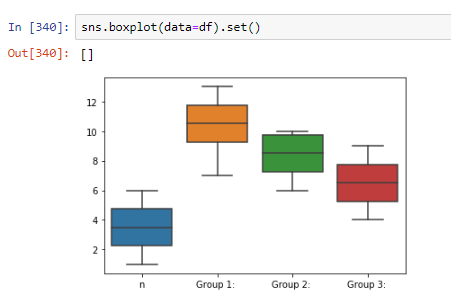 In [340]: sns.boxplot(data=df).set()
Out[340]: []
12
10
8
6
4
2
n Group 1: Group 2: Group 3: